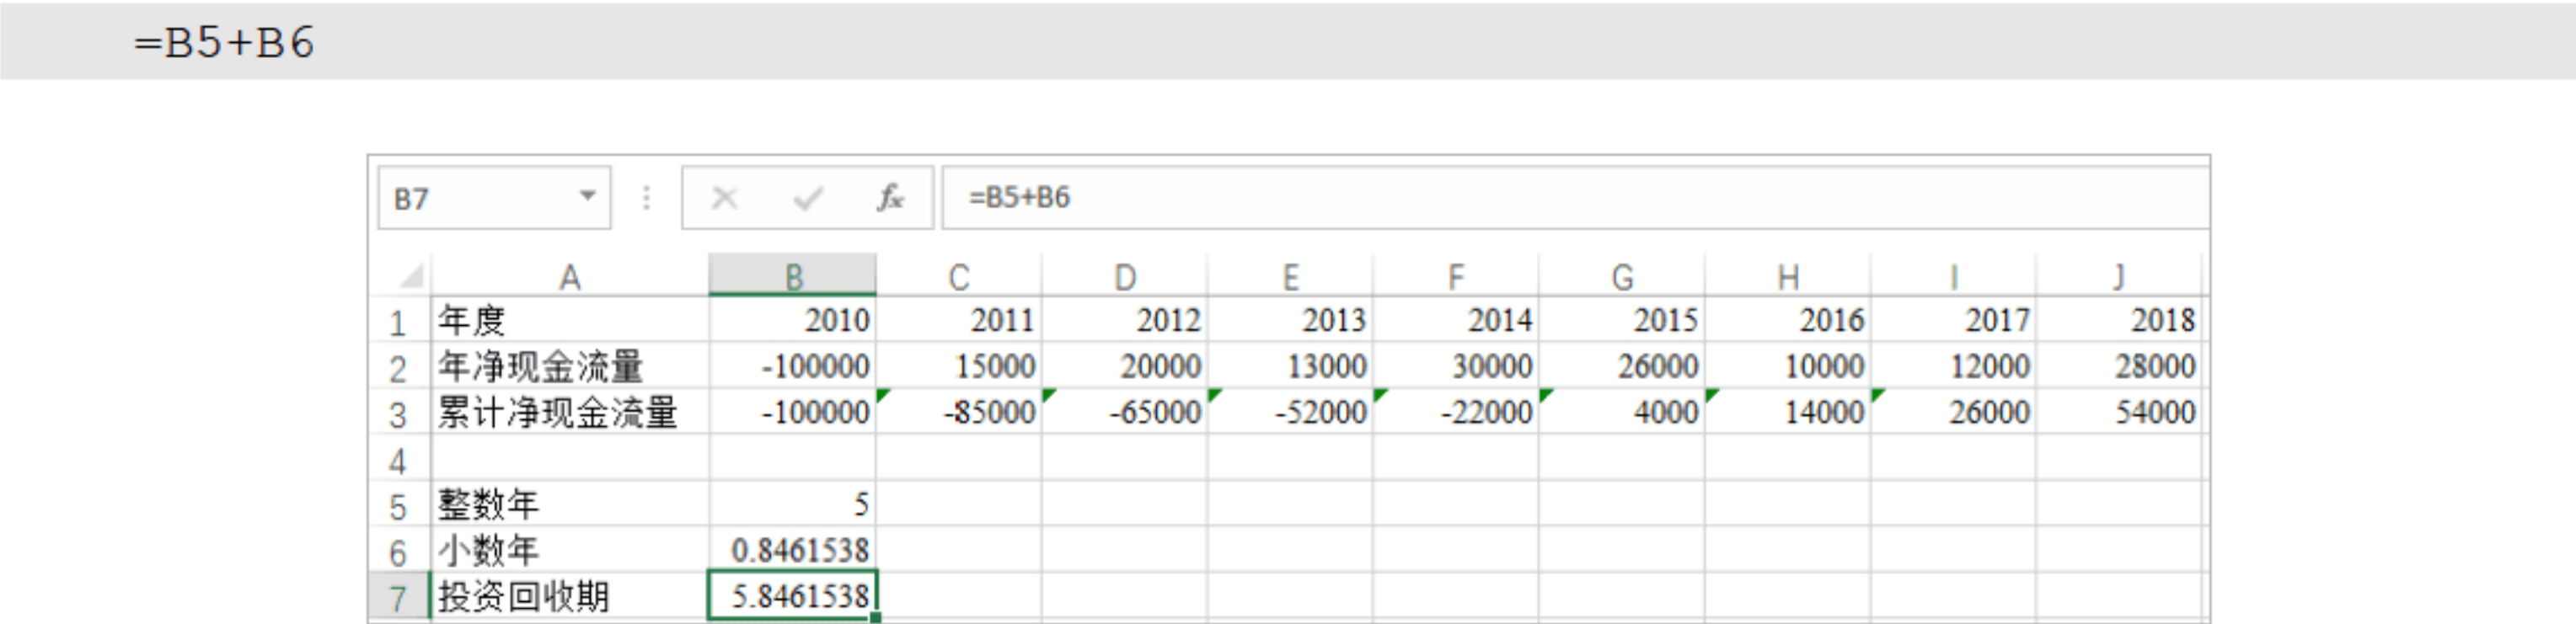 =B5+B6
B7 fx =B5+B6
A B C D E F G H I J
1 年度 2010 2011 2012 2013 2014 2015 2016 2017 2018
2 年净现金流量 -100000 15000 20000 13000 30000 26000 10000 12000 28000
3 累计净现金流量 -100000 -85000 -65000 -52000 -22000 4000 14000 26000 54000
4
5 整数年 5
6 小数年 0.8461538
7 投资回收期 5.8461538